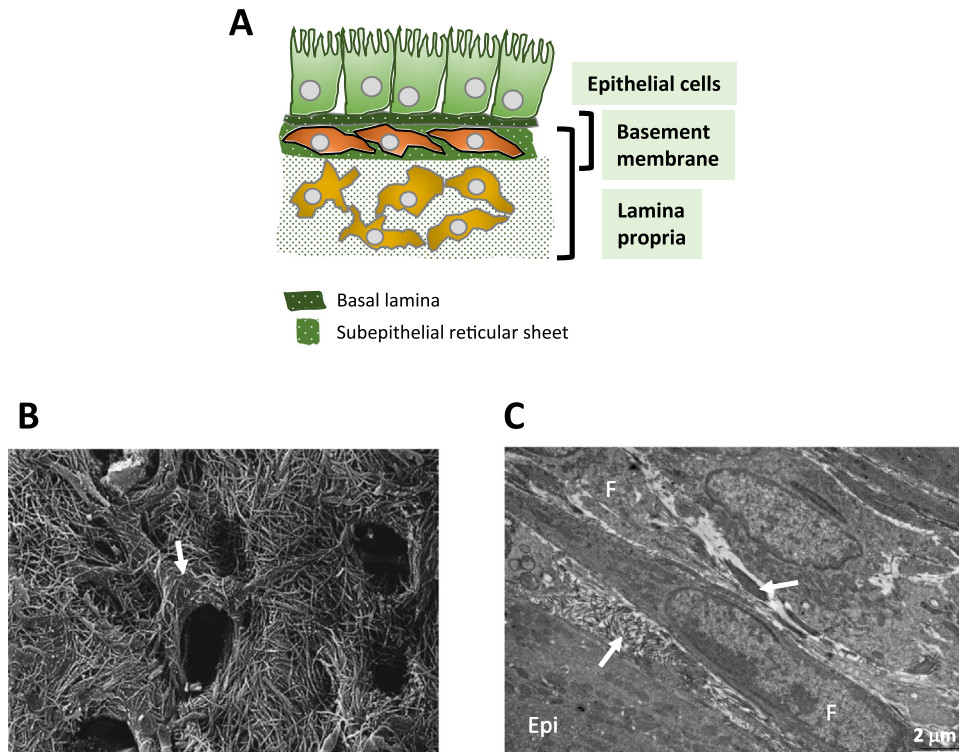 A
Epithelial cells
Basement
membrane
Lamina
propria
Basal lamina
Subepithelial reticular sheet
B
C
F
F
Epi
2 µm